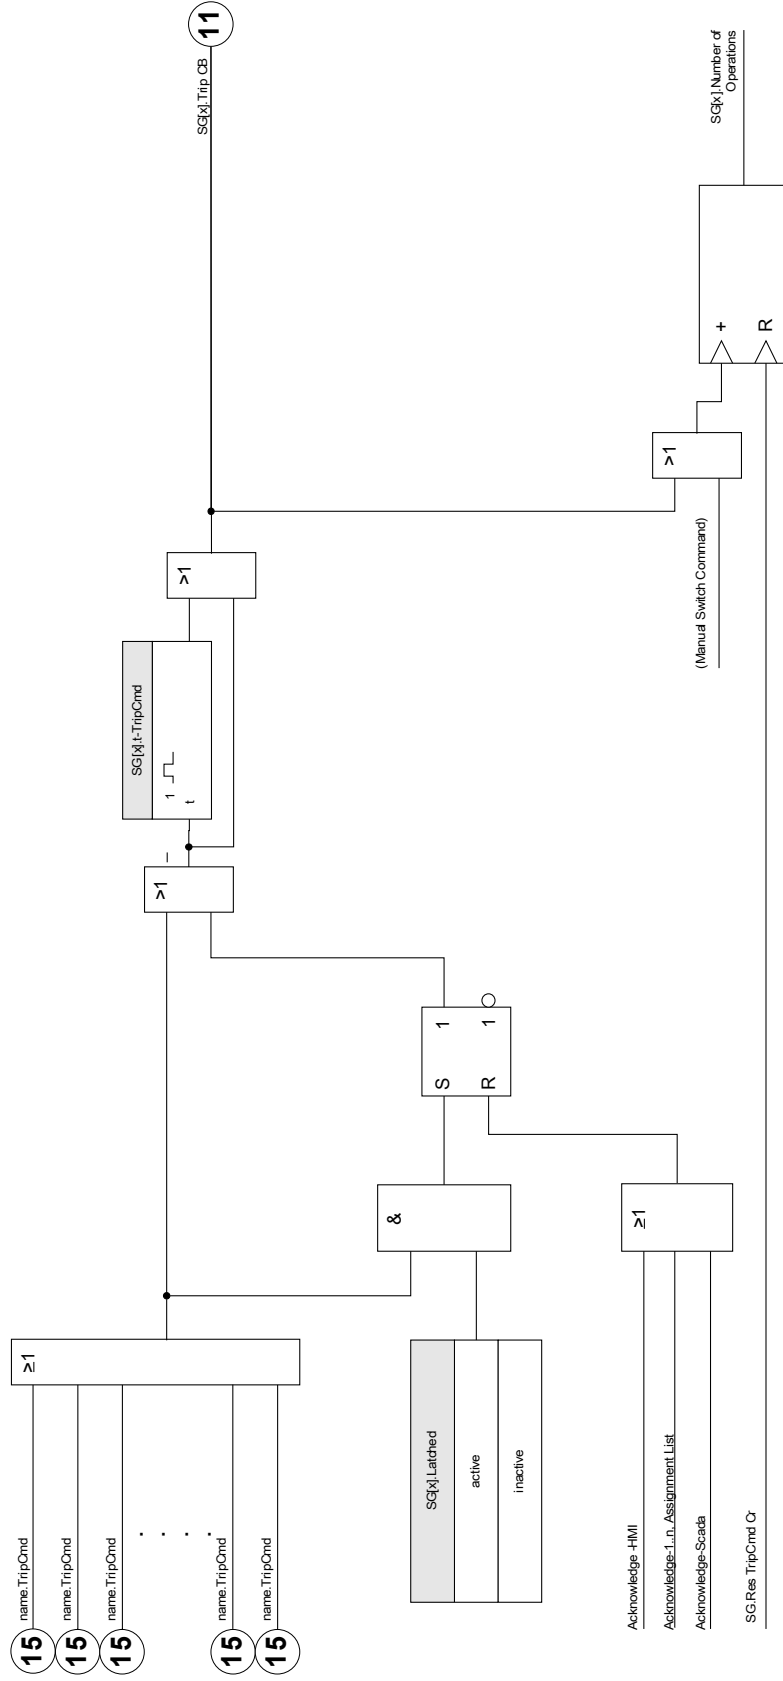 15 name.TripCmd
15 name.TripCmd
15 name.TripCmd
. . . .
15 name.TripCmd
15 name.TripCmd
≥1
SG[x].Latched
active
inactive
&
Acknowledge -HMI
Acknowledge-1..n, Assignment List
Acknowledge-Scada
≥1
S 1
R 1
>1
SG[x].t-TripCmd
1
t
>1
SG[x].Trip CB
11
(Manual Switch Command)
>1
SG.Res TripCmd Cr
+
R
SG[x].Number of
Operations